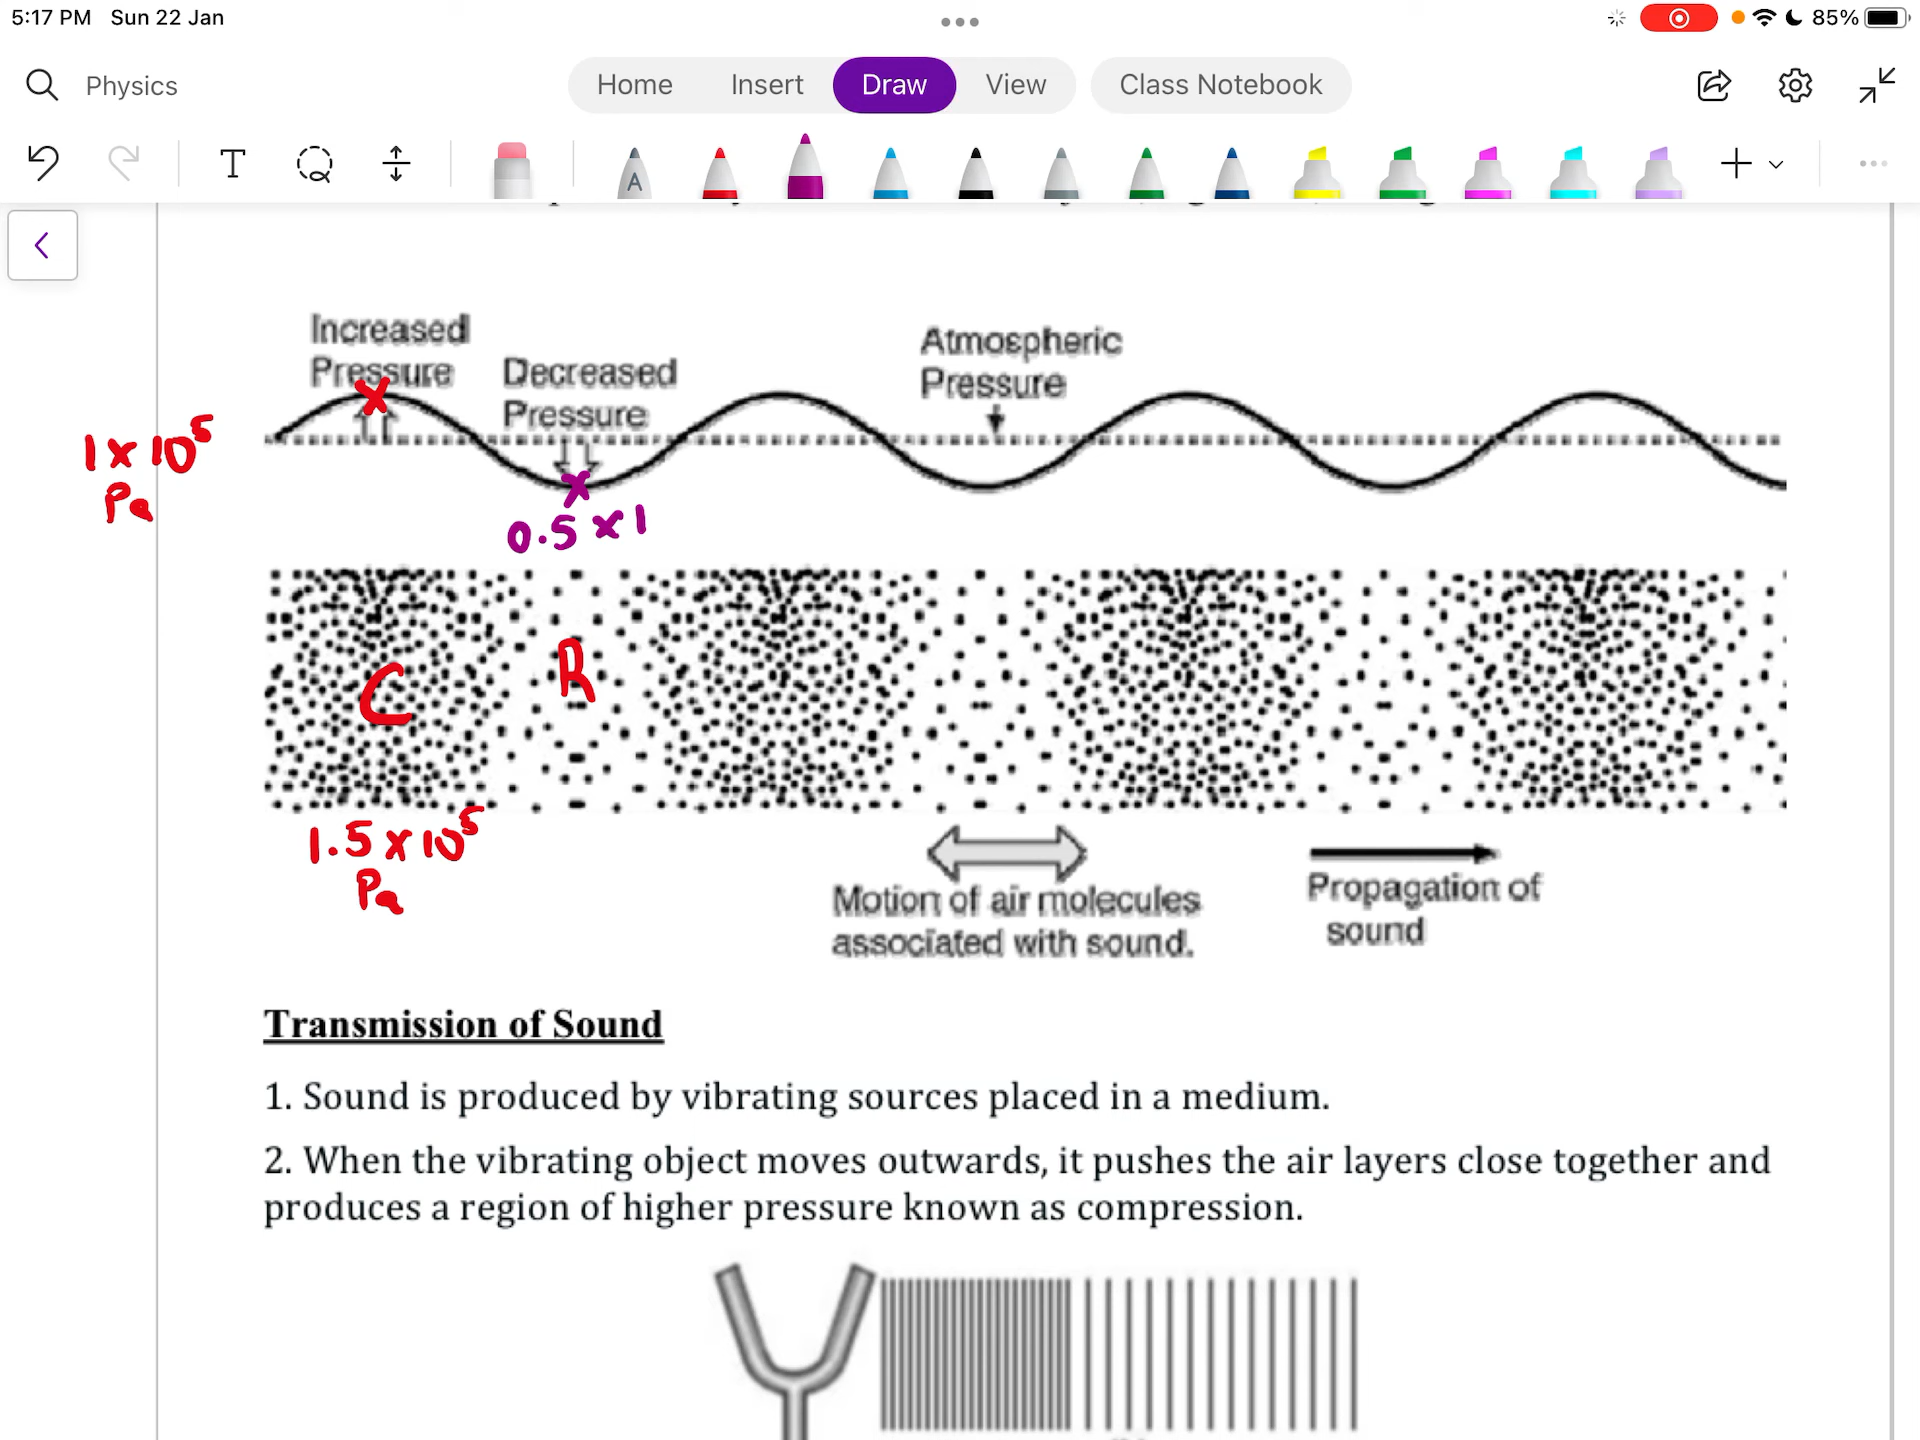 5:17 PM Sun 22 Jan
85%
Physics
Home Insert Draw View Class Notebook
T
A
Increased
Pressure
Decreased
Pressure
Atmospheric
Pressure
1 x 10⁵
Pa
0.5 x 1
C
R
1.5 x 10⁵
Pa
Motion of air molecules
associated with sound.
Propagation of
sound
Transmission of Sound
1. Sound is produced by vibrating sources placed in a medium.
2. When the vibrating object moves outwards, it pushes the air layers close together and
produces a region of higher pressure known as compression.